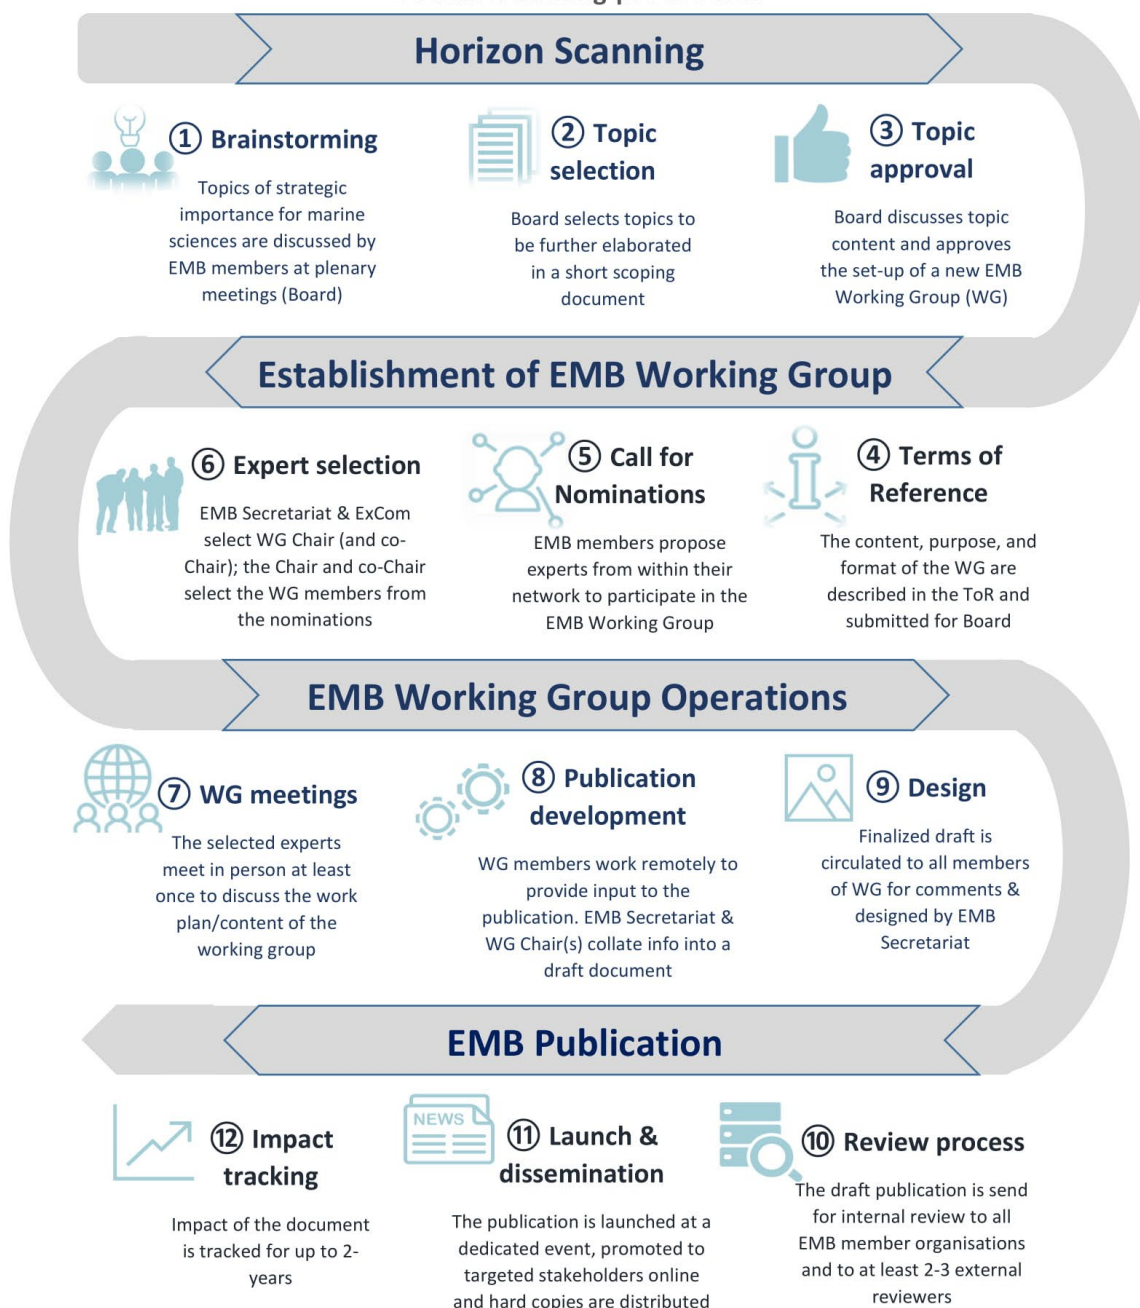 Horizon Scanning
① Brainstorming
Topics of strategic
importance for marine
sciences are discussed by
EMB members at plenary
meetings (Board)
② Topic
selection
Board selects topics to
be further elaborated
in a short scoping
document
③ Topic
approval
Board discusses topic
content and approves
the set-up of a new EMB
Working Group (WG)
Establishment of EMB Working Group
⑥ Expert selection
EMB Secretariat & ExCom
select WG Chair (and co-
Chair); the Chair and co-Chair
select the WG members from
the nominations
⑤ Call for
Nominations
EMB members propose
experts from within their
network to participate in the
EMB Working Group
④ Terms of
Reference
The content, purpose, and
format of the WG are
described in the ToR and
submitted for Board
EMB Working Group Operations
⑦ WG meetings
The selected experts
meet in person at least
once to discuss the work
plan/content of the
working group
⑧ Publication
development
WG members work remotely to
provide input to the
publication. EMB Secretariat &
WG Chair(s) collate info into a
draft document
⑨ Design
Finalized draft is
circulated to all members
of WG for comments &
designed by EMB
Secretariat
EMB Publication
⑫ Impact
tracking
Impact of the document
is tracked for up to 2-
years
NEWS
⑪ Launch &
dissemination
The publication is launched at a
dedicated event, promoted to
targeted stakeholders online
and hard copies are distributed
⑩ Review process
The draft publication is send
for internal review to all
EMB member organisations
and to at least 2-3 external
reviewers